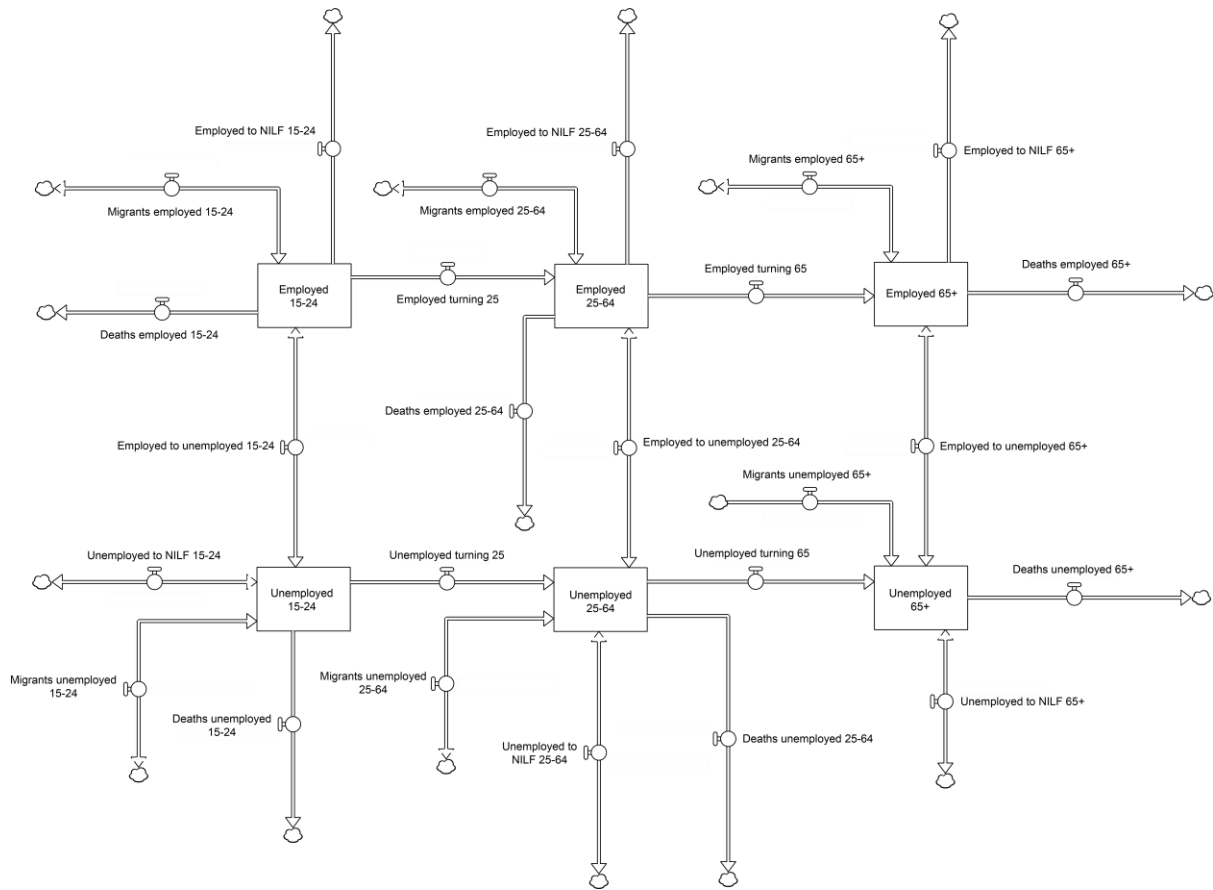 Employed to NILF 15-24
Employed to NILF 25-64
Employed to NILF 65+
Migrants employed 65+
Migrants employed 15-24
Migrants employed 25-64
Employed
15-24
Employed turning 25
Employed
25-64
Employed turning 65
Employed 65+
Deaths employed 65+
Deaths employed 15-24
Deaths employed 25-64
Employed to unemployed 15-24
Employed to unemployed 25-64
Employed to unemployed 65+
Migrants unemployed 65+
Unemployed to NILF 15-24
Unemployed turning 25
Unemployed turning 65
Deaths unemployed 65+
Unemployed
15-24
Unemployed
25-64
Unemployed
65+
Migrants unemployed
15-24
Migrants unemployed
25-64
Unemployed to NILF 65+
Deaths unemployed
15-24
Unemployed to
NILF 25-64
Deaths unemployed 25-64